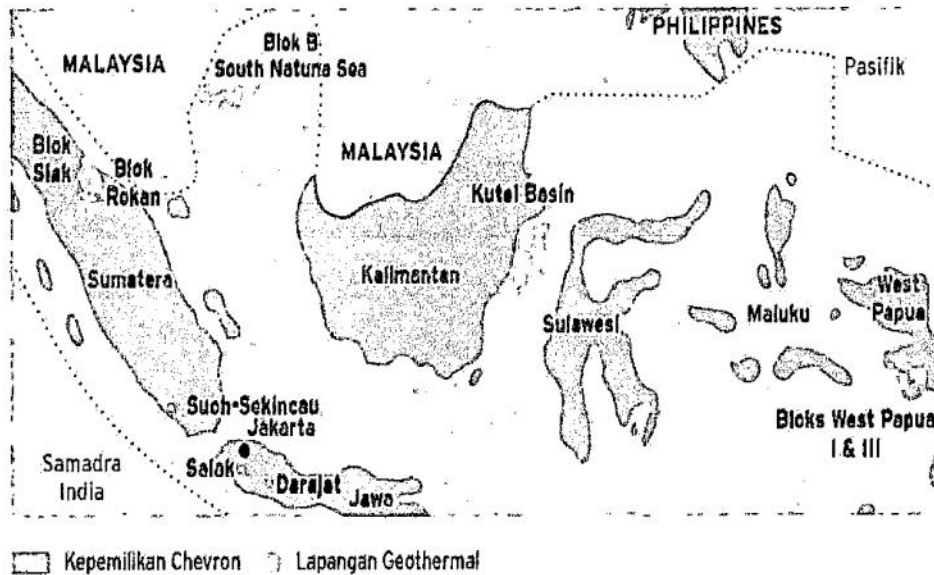 PHILIPPINES
Blok B
South Natuna Sea
MALAYSIA
Pasifik
Blok
Siak
Blok
Rokan
MALAYSIA
Kutei Basin
Sumatera
Kalimantan
Sulawesi
Maluku
West
Papua
Suoh-Sekincau
Jakarta
Bloks West Papua
I & III
Samadra
India
Salak
Darajat
Jawa
Kepemilikan Chevron
Lapangan Geothermal